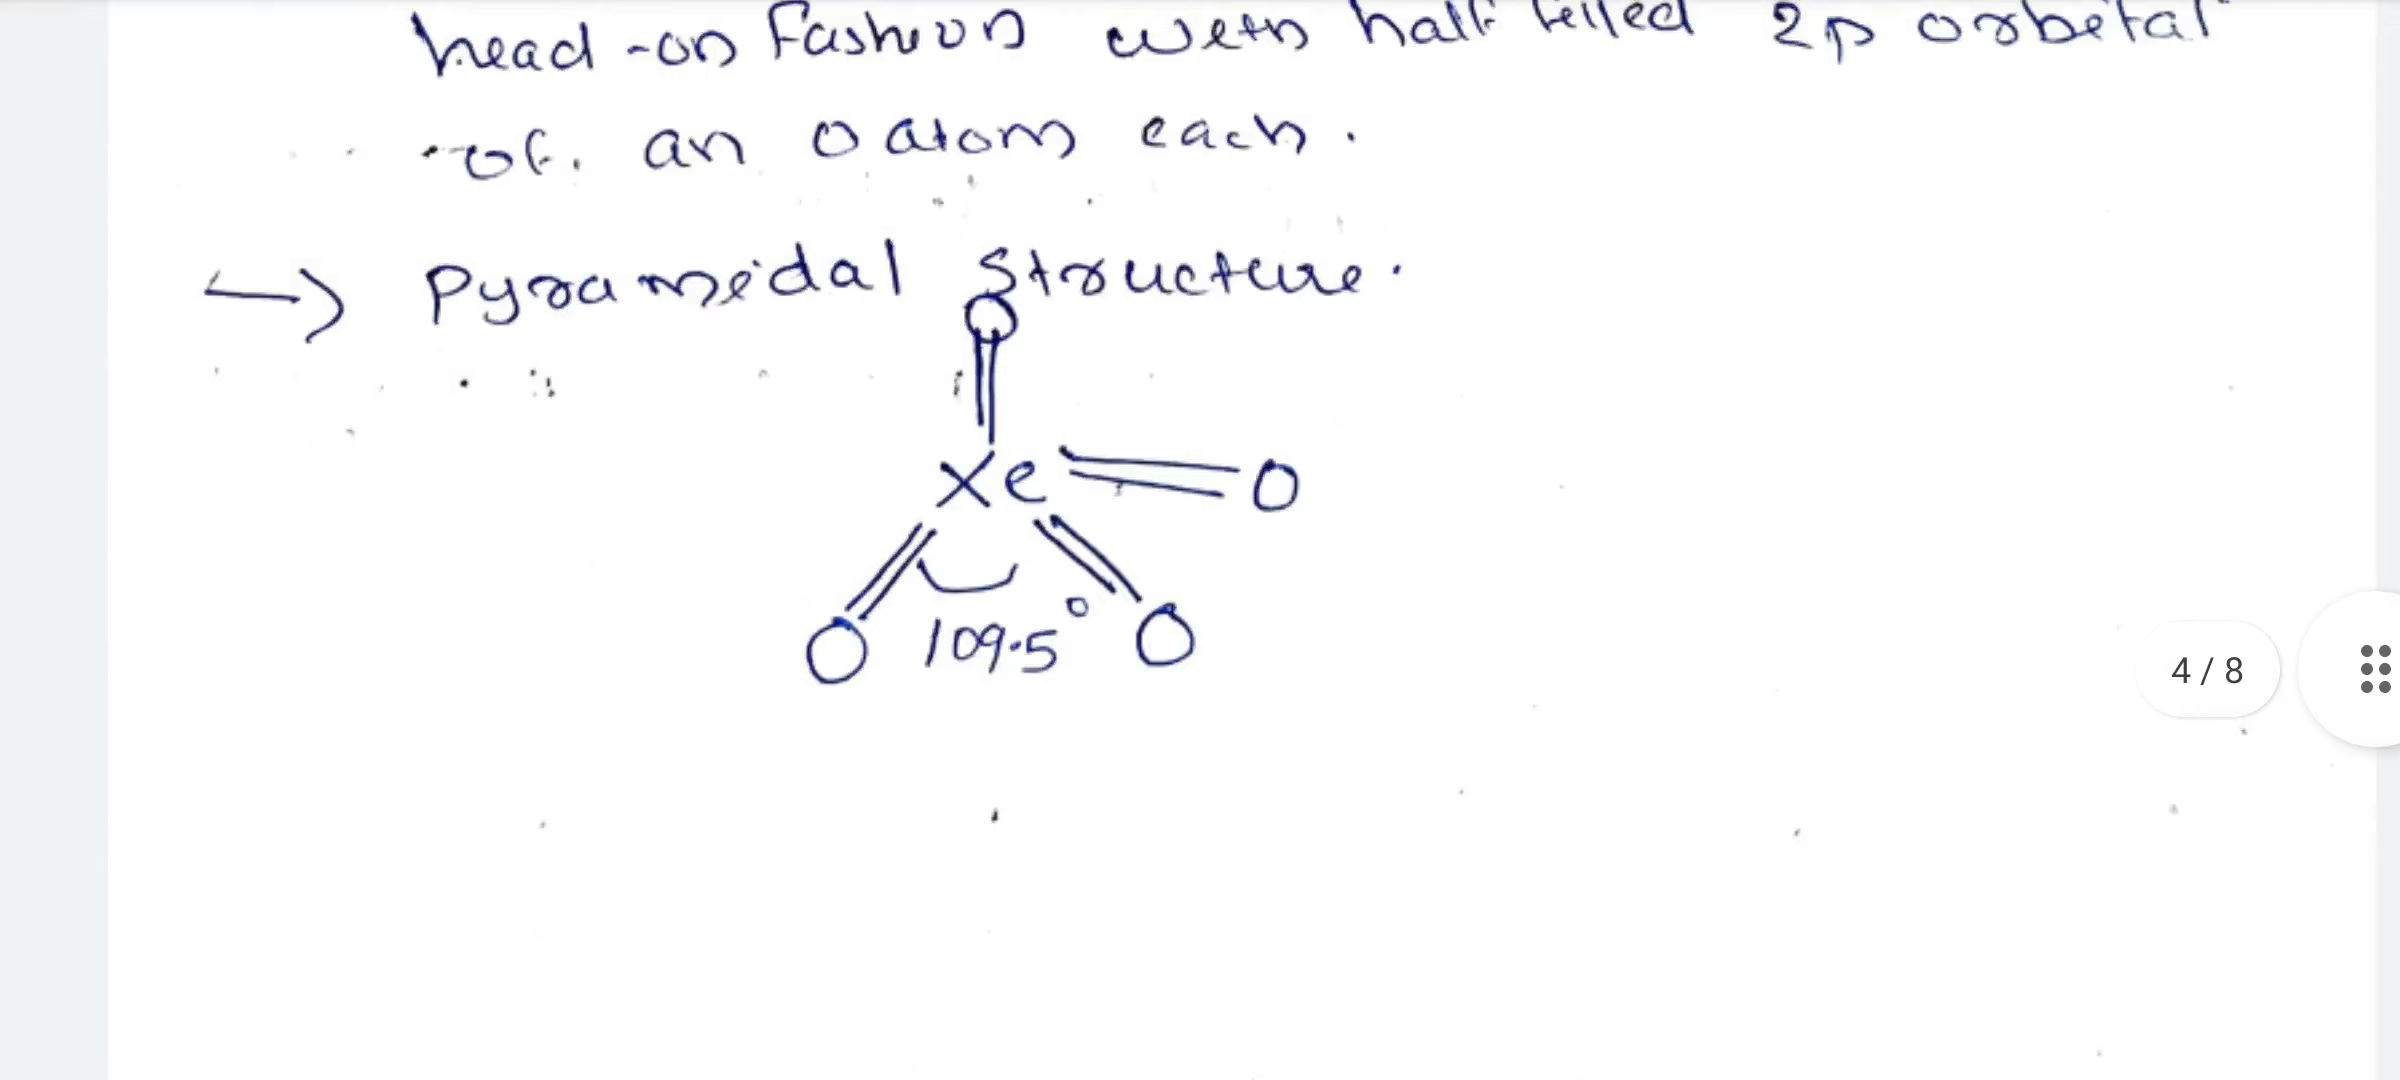 head-on Fashion with half filled 2p orbital
of. an O atom each.
↪ Pyramidal Structure.
O
Xe O
O 109.5° O
4 / 8